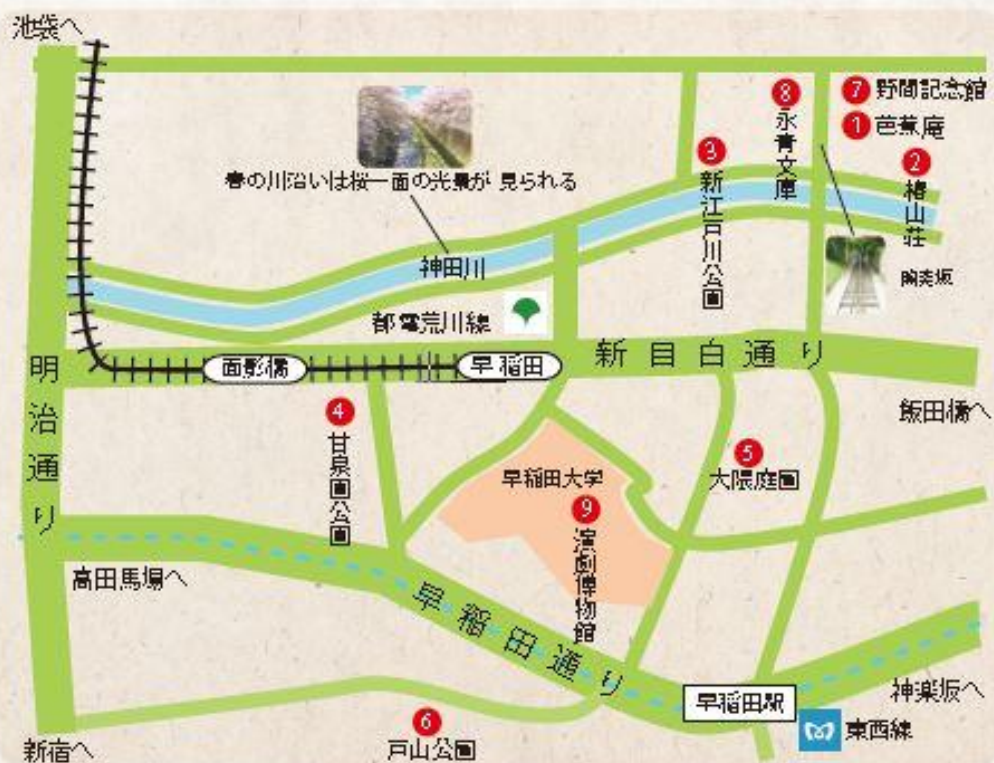 池袋へ
⑦ 野間記念館
① 芭蕉庵
⑧ 永青文庫
② 椿山荘
③ 新江戸川公園
春の川沿いは桜一面の光景が見られる
神田川
胸突坂
都電荒川線
面影橋
早稲田
新目白通り
明治通り
飯田橋へ
④ 甘泉園公園
早稲田大学
⑤ 大隈庭園
⑨ 演劇博物館
高田馬場へ
早稲田通り
早稲田駅
神楽坂へ
東西線
⑥ 戸山公園
新宿へ